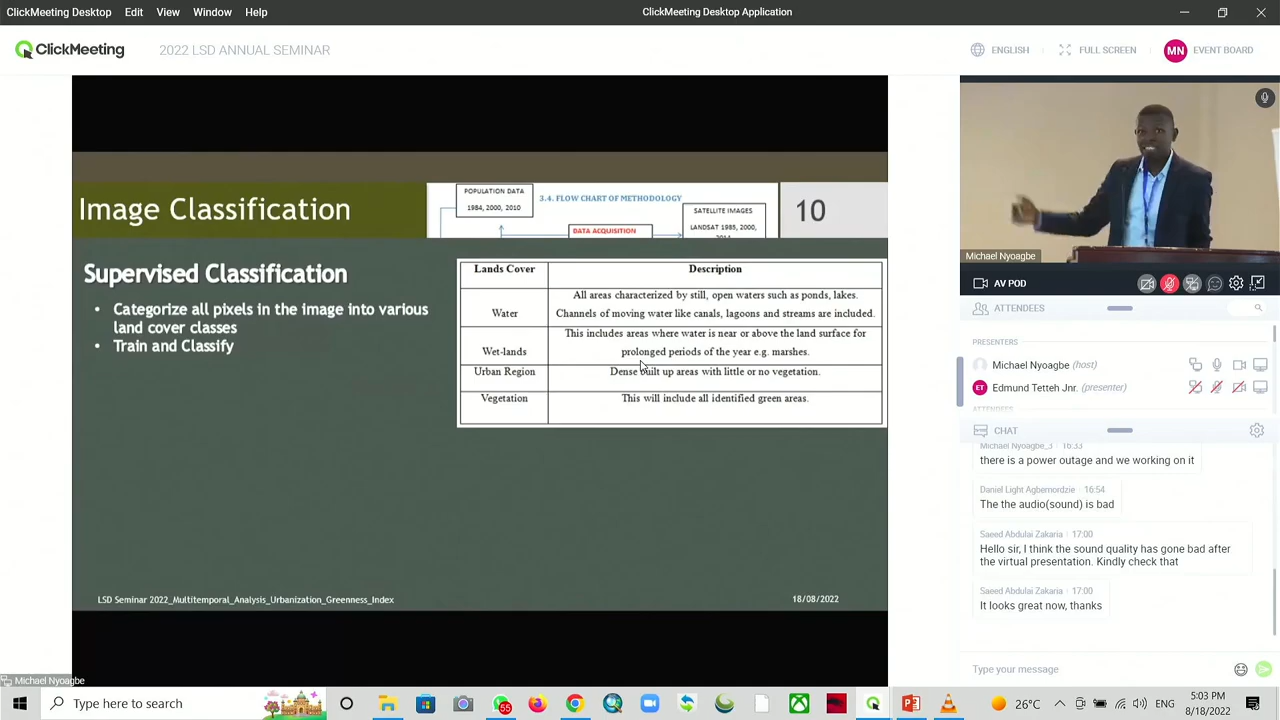 ClickMeeting Desktop Edit View Window Help
ClickMeeting Desktop Application
ClickMeeting
2022 LSD ANNUAL SEMINAR
ENGLISH
FULL SCREEN
MN
EVENT BOARD
Image Classification
POPULATION DATA
1984, 2000, 2010
3.4. FLOW CHART OF METHODOLOGY
DATA ACQUISITION
SATELLITE IMAGES
LANDSAT 1985, 2000,
10
Supervised Classification
• Categorize all pixels in the image into various
land cover classes
• Train and Classify
Lands Cover
Description
Water
All areas characterized by still, open waters such as ponds, lakes.
Channels of moving water like canals, lagoons and streams are included.
Wet-lands
This includes areas where water is near or above the land surface for
prolonged periods of the year e.g. marshes.
Urban Region
Dense built up areas with little or no vegetation.
Vegetation
This will include all identified green areas.
LSD Seminar 2022_Multitemporal_Analysis_Urbanization_Greenness_Index
18/08/2022
Michael Nyoagbe
Michael Nyoagbe
AV POD
ATTENDEES
PRESENTERS
Michael Nyoagbe (host)
ET
Edmund Tetteh Jnr. (presenter)
ATTENDEES
CHAT
Michael Nyoagbe_3 · 16:33
there is a power outage and we working on it
Daniel Light Agbemordzie · 16:54
The the audio(sound) is bad
Saeed Abdulai Zakaria · 17:00
Hello sir, I think the sound quality has gone bad after
the virtual presentation. Kindly check that
Saeed Abdulai Zakaria · 17:00
It looks great now, thanks
Type your message
Type here to search
55
26°C
ENG
5:03 PM
8/18/2022